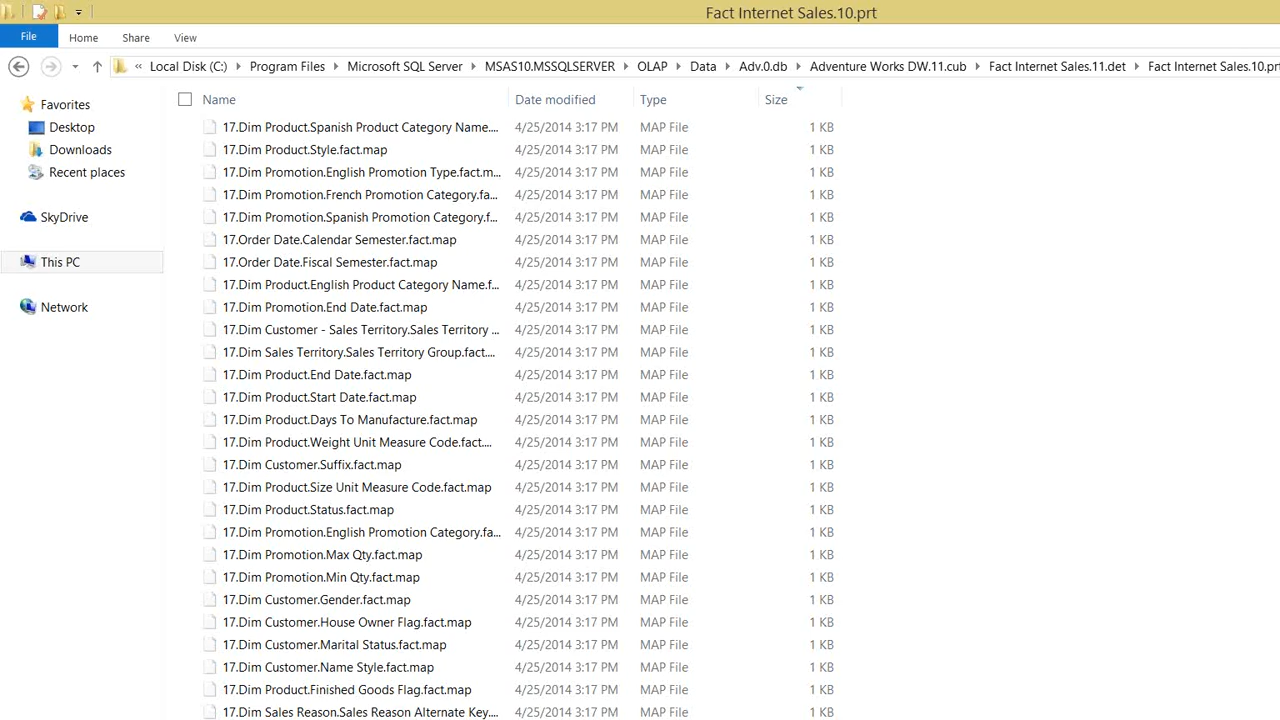 Fact Internet Sales.10.prt
File Home Share View
« Local Disk (C:) Program Files Microsoft SQL Server MSAS10.MSSQLSERVER OLAP Data Adv.0.db Adventure Works DW.11.cub Fact Internet Sales.11.det Fact Internet Sales.10.prt
Favorites
Desktop
Downloads
Recent places
SkyDrive
This PC
Network
Name Date modified Type Size
17.Dim Product.Spanish Product Category Name.... 4/25/2014 3:17 PM MAP File 1 KB
17.Dim Product.Style.fact.map 4/25/2014 3:17 PM MAP File 1 KB
17.Dim Promotion.English Promotion Type.fact.m... 4/25/2014 3:17 PM MAP File 1 KB
17.Dim Promotion.French Promotion Category.fa... 4/25/2014 3:17 PM MAP File 1 KB
17.Dim Promotion.Spanish Promotion Category.f... 4/25/2014 3:17 PM MAP File 1 KB
17.Order Date.Calendar Semester.fact.map 4/25/2014 3:17 PM MAP File 1 KB
17.Order Date.Fiscal Semester.fact.map 4/25/2014 3:17 PM MAP File 1 KB
17.Dim Product.English Product Category Name.f... 4/25/2014 3:17 PM MAP File 1 KB
17.Dim Promotion.End Date.fact.map 4/25/2014 3:17 PM MAP File 1 KB
17.Dim Customer - Sales Territory.Sales Territory ... 4/25/2014 3:17 PM MAP File 1 KB
17.Dim Sales Territory.Sales Territory Group.fact.... 4/25/2014 3:17 PM MAP File 1 KB
17.Dim Product.End Date.fact.map 4/25/2014 3:17 PM MAP File 1 KB
17.Dim Product.Start Date.fact.map 4/25/2014 3:17 PM MAP File 1 KB
17.Dim Product.Days To Manufacture.fact.map 4/25/2014 3:17 PM MAP File 1 KB
17.Dim Product.Weight Unit Measure Code.fact.... 4/25/2014 3:17 PM MAP File 1 KB
17.Dim Customer.Suffix.fact.map 4/25/2014 3:17 PM MAP File 1 KB
17.Dim Product.Size Unit Measure Code.fact.map 4/25/2014 3:17 PM MAP File 1 KB
17.Dim Product.Status.fact.map 4/25/2014 3:17 PM MAP File 1 KB
17.Dim Promotion.English Promotion Category.fa... 4/25/2014 3:17 PM MAP File 1 KB
17.Dim Promotion.Max Qty.fact.map 4/25/2014 3:17 PM MAP File 1 KB
17.Dim Promotion.Min Qty.fact.map 4/25/2014 3:17 PM MAP File 1 KB
17.Dim Customer.Gender.fact.map 4/25/2014 3:17 PM MAP File 1 KB
17.Dim Customer.House Owner Flag.fact.map 4/25/2014 3:17 PM MAP File 1 KB
17.Dim Customer.Marital Status.fact.map 4/25/2014 3:17 PM MAP File 1 KB
17.Dim Customer.Name Style.fact.map 4/25/2014 3:17 PM MAP File 1 KB
17.Dim Product.Finished Goods Flag.fact.map 4/25/2014 3:17 PM MAP File 1 KB
17.Dim Sales Reason.Sales Reason Alternate Key.... 4/25/2014 3:17 PM MAP File 1 KB